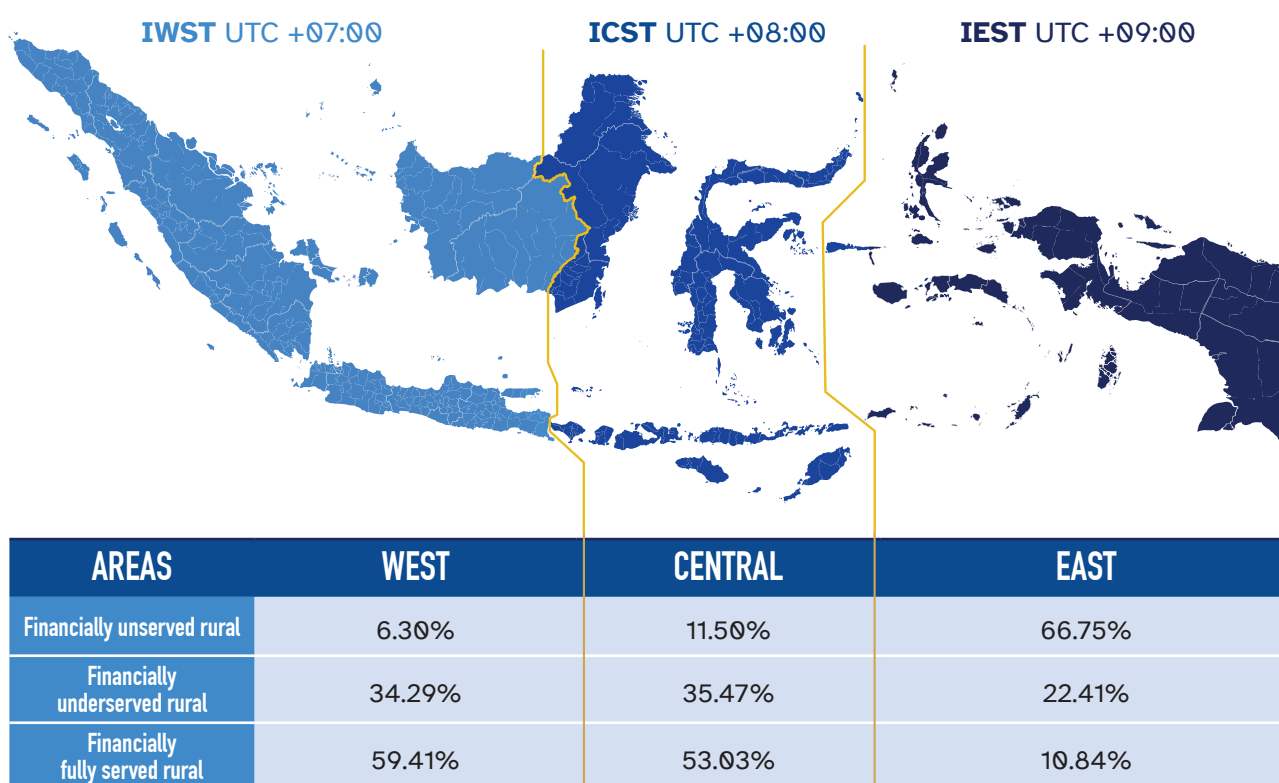 IWST UTC +07:00 ICST UTC +08:00 IEST UTC +09:00
AREAS WEST CENTRAL EAST
Financially unserved rural 6.30% 11.50% 66.75%
Financially
underserved rural 34.29% 35.47% 22.41%
Financially
fully served rural 59.41% 53.03% 10.84%